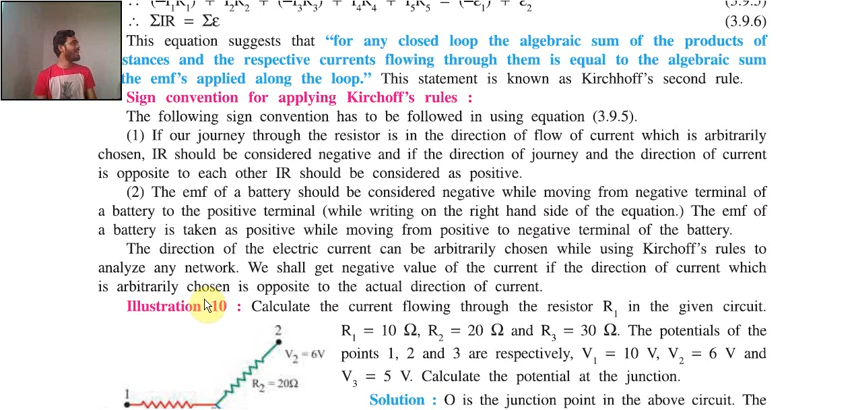 ∴ (−I₁R₁) + I₂R₂ + (−I₃R₃) + I₄R₄ + I₅R₅ = (−ε₁) + ε₂ (3.9.5)
∴ ΣIR = Σε (3.9.6)
This equation suggests that “for any closed loop the algebraic sum of the products of
stances and the respective currents flowing through them is equal to the algebraic sum
the emf’s applied along the loop.” This statement is known as Kirchhoff’s second rule.
Sign convention for applying Kirchoff’s rules :
The following sign convention has to be followed in using equation (3.9.5).
(1) If our journey through the resistor is in the direction of flow of current which is arbitrarily
chosen, IR should be considered negative and if the direction of journey and the direction of current
is opposite to each other IR should be considered as positive.
(2) The emf of a battery should be considered negative while moving from negative terminal of
a battery to the positive terminal (while writing on the right hand side of the equation.) The emf of
a battery is taken as positive while moving from positive to negative terminal of the battery.
The direction of the electric current can be arbitrarily chosen while using Kirchoff’s rules to
analyze any network. We shall get negative value of the current if the direction of current which
is arbitrarily chosen is opposite to the actual direction of current.
Illustration 10 : Calculate the current flowing through the resistor R₁ in the given circuit.
R₁ = 10 Ω, R₂ = 20 Ω and R₃ = 30 Ω. The potentials of the
points 1, 2 and 3 are respectively, V₁ = 10 V, V₂ = 6 V and
V₃ = 5 V. Calculate the potential at the junction.
Solution : O is the junction point in the above circuit. The
2
V₂ = 6V
R₂ = 20Ω
1